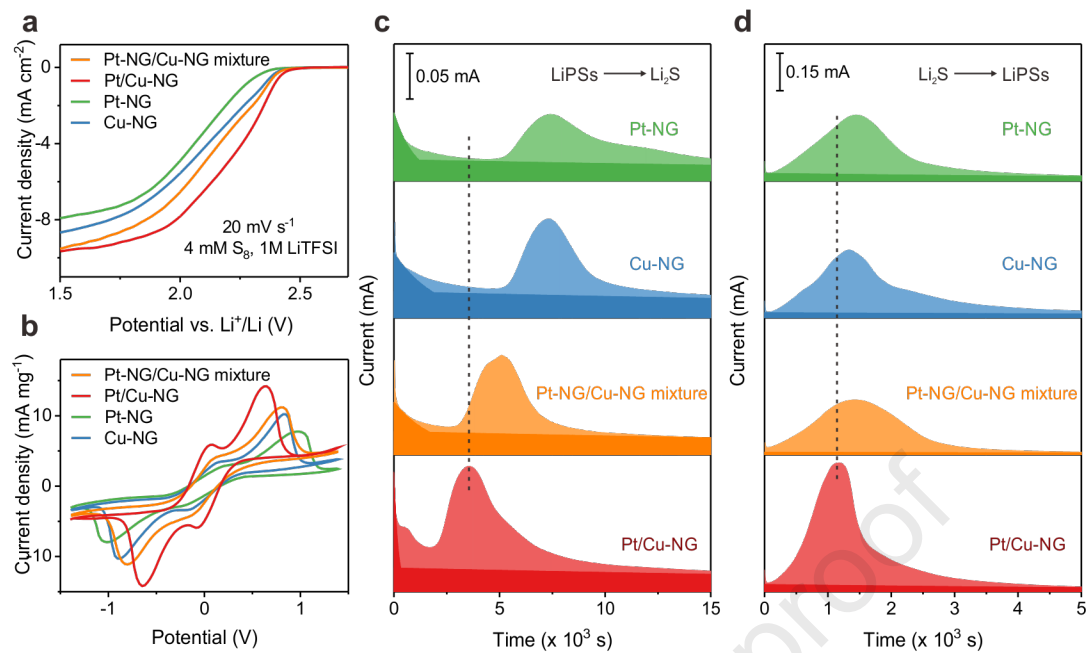 a
Current density (mA cm-2)
0
-4
-8
Pt-NG/Cu-NG mixture
Pt/Cu-NG
Pt-NG
Cu-NG
20 mV s-1
4 mM S8, 1M LiTFSI
1.5 2.0 2.5
Potential vs. Li+/Li (V)
b
Current density (mA mg-1)
10
0
10
Pt-NG/Cu-NG mixture
Pt/Cu-NG
Pt-NG
Cu-NG
-1 0 1
Potential (V)
c
Current (mA)
0.05 mA
LiPSs → Li2S
Pt-NG
Cu-NG
Pt-NG/Cu-NG mixture
Pt/Cu-NG
0 5 10 15
Time (x 10³ s)
d
Current (mA)
0.15 mA
Li2S → LiPSs
Pt-NG
Cu-NG
Pt-NG/Cu-NG mixture
Pt/Cu-NG
0 1 2 3 4 5
Time (x 10³ s)
proof